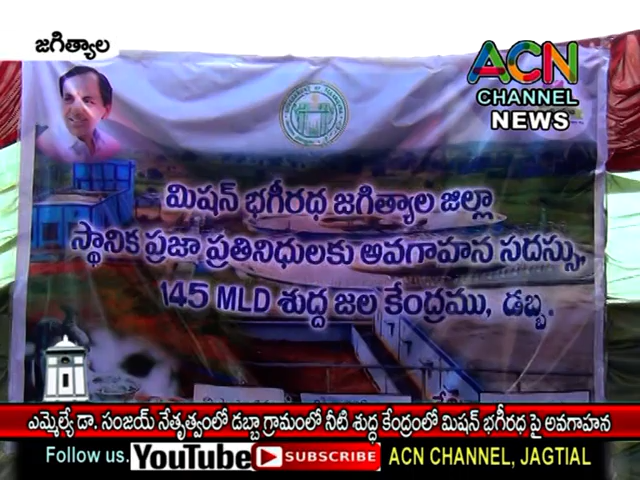 జగిత్యాల
ACN
CHANNEL
NEWS
మిషన్ భగీరథ జగిత్యాల జిల్లా
స్థానిక ప్రజా ప్రతినిధులకు అవగాహన సదస్సు,
145 MLD శుద్ధ జల కేంద్రము, డబ్బ.
ఎమ్మెల్యే డా. సంజయ్ నేతృత్వంలో డబ్బా గ్రామంలో నీటి శుద్ధ కేంద్రంలో మిషన్ భగీరథ పై అవగాహన
Follow us. YouTube SUBSCRIBE ACN CHANNEL, JAGTIAL